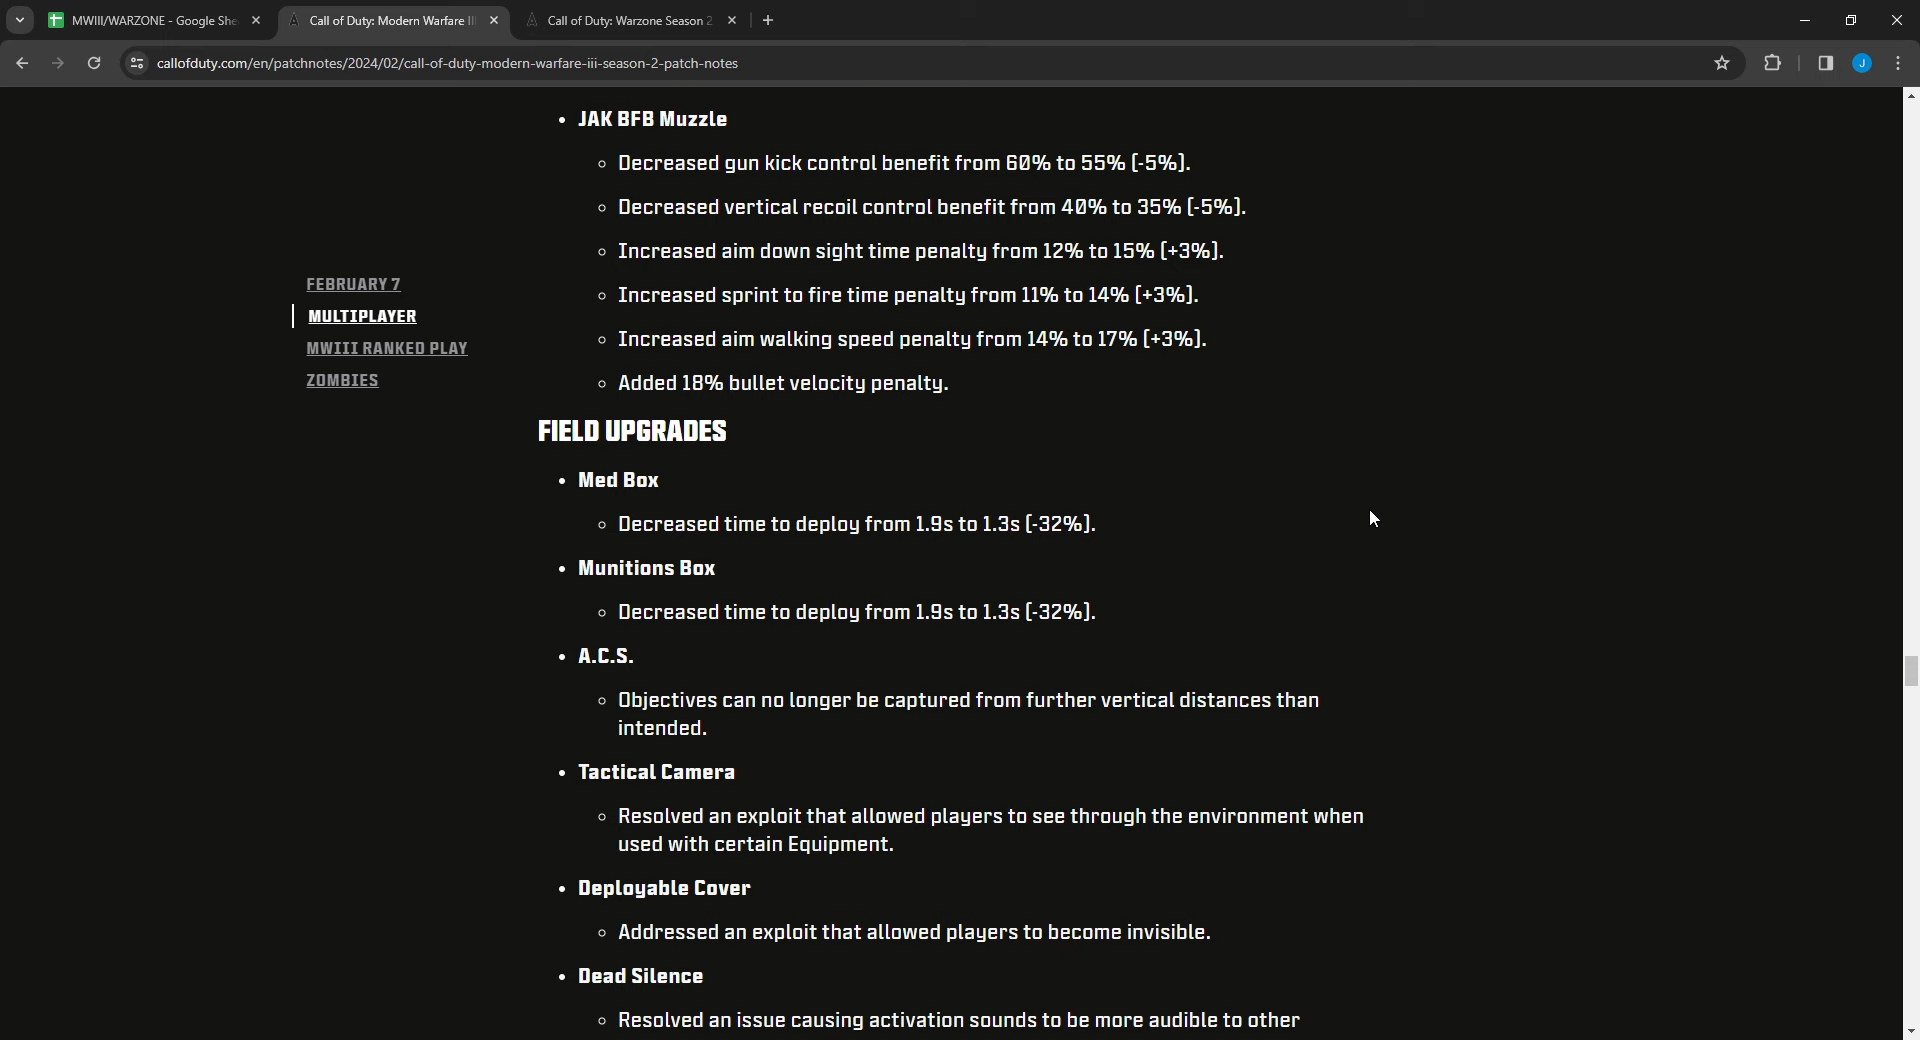 MWIII/WARZONE - Google She
Call of Duty: Modern Warfare III
Call of Duty: Warzone Season 2
callofduty.com/en/patchnotes/2024/02/call-of-duty-modern-warfare-iii-season-2-patch-notes
J
FEBRUARY 7
MULTIPLAYER
MWIII RANKED PLAY
ZOMBIES
• JAK BFB Muzzle
◦ Decreased gun kick control benefit from 60% to 55% (-5%).
◦ Decreased vertical recoil control benefit from 40% to 35% (-5%).
◦ Increased aim down sight time penalty from 12% to 15% (+3%).
◦ Increased sprint to fire time penalty from 11% to 14% (+3%).
◦ Increased aim walking speed penalty from 14% to 17% (+3%).
◦ Added 18% bullet velocity penalty.
FIELD UPGRADES
• Med Box
◦ Decreased time to deploy from 1.9s to 1.3s (-32%).
• Munitions Box
◦ Decreased time to deploy from 1.9s to 1.3s (-32%).
• A.C.S.
◦ Objectives can no longer be captured from further vertical distances than
intended.
• Tactical Camera
◦ Resolved an exploit that allowed players to see through the environment when
used with certain Equipment.
• Deployable Cover
◦ Addressed an exploit that allowed players to become invisible.
• Dead Silence
◦ Resolved an issue causing activation sounds to be more audible to other